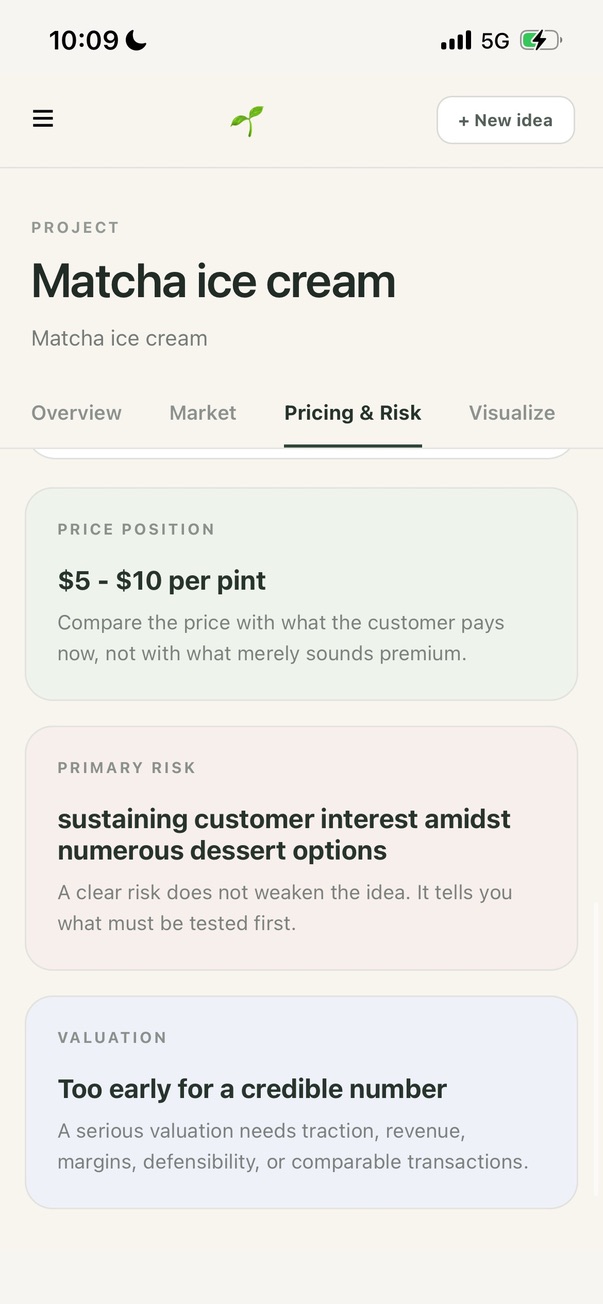 10:09
5G
+ New idea
PROJECT
Matcha ice cream
Matcha ice cream
Overview Market Pricing & Risk Visualize
PRICE POSITION
$5 - $10 per pint
Compare the price with what the customer pays
now, not with what merely sounds premium.
PRIMARY RISK
sustaining customer interest amidst
numerous dessert options
A clear risk does not weaken the idea. It tells you
what must be tested first.
VALUATION
Too early for a credible number
A serious valuation needs traction, revenue,
margins, defensibility, or comparable transactions.